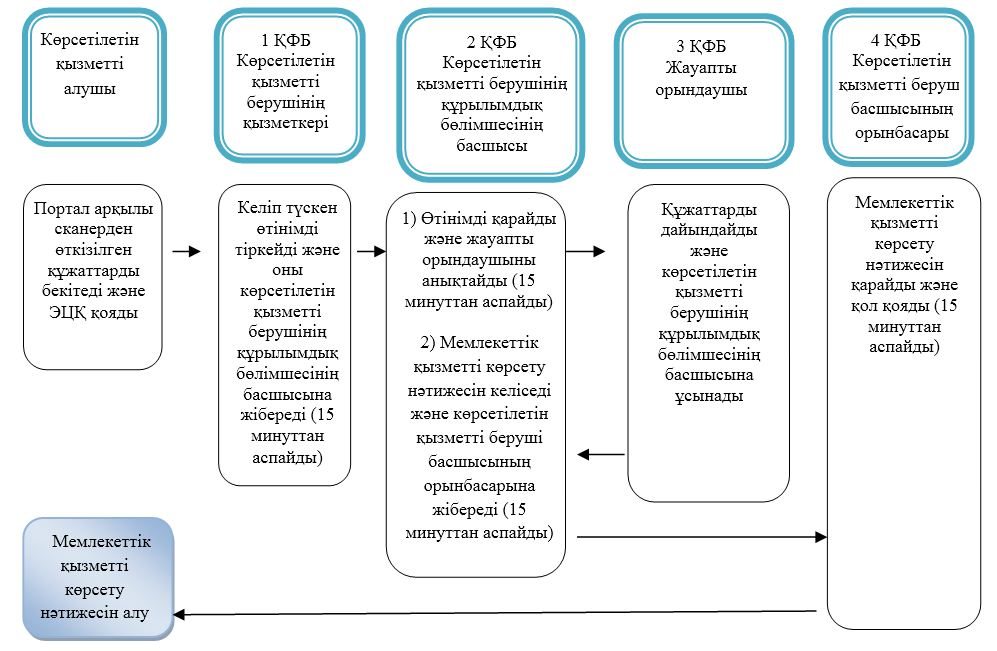 Көрсетілетін
қызметті
алушы
1 ҚФБ
Көрсетілетін
қызметті
берушінің
қызметкері
2 ҚФБ
Көрсетілетін
қызметті берушінің
құрылымдық
бөлімшесінің
басшысы
3 ҚФБ
Жауапты
орындаушы
4 ҚФБ
Көрсетілетін
қызметті беруш
басшысының
орынбасары
Портал арқылы
сканерден
өткізілген
құжаттарды
бекітеді және
ЭЦҚ қояды
Келіп түскен
өтінімді
тіркейді және
оны
көрсетілетін
қызметті
берушінің
құрылымдық
бөлімшесінің
басшысына
жібереді (15
минуттан
аспайды)
1) Өтінімді қарайды
және жауапты
орындаушыны
анықтайды (15
минуттан аспайды)
2) Мемлекеттік
қызметті көрсету
нәтижесін келіседі
және көрсетілетін
қызметті беруші
басшысының
орынбасарына
жібереді (15
минуттан аспайды)
Құжаттарды
дайындайды
және
көрсетілетін
қызметті
берушінің
құрылымдық
бөлімшесінің
басшысына
ұсынады
Мемлекеттік
қызметті
көрсету
нәтижесін
қарайды және
қол қояды (15
минуттан
аспайды)
Мемлекеттік
қызметті
көрсету
нәтижесін алу